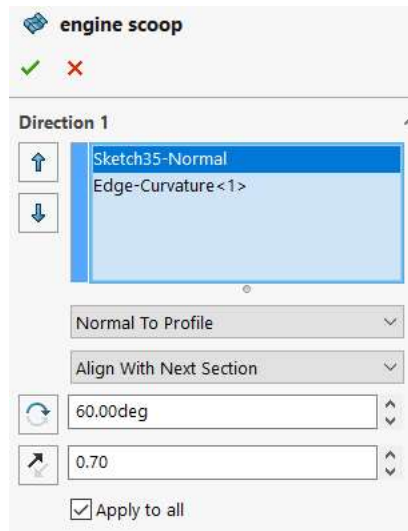 engine scoop
Direction 1
Sketch35-Normal
Edge-Curvature<1>
Normal To Profile
Align With Next Section
60.00deg
0.70
Apply to all